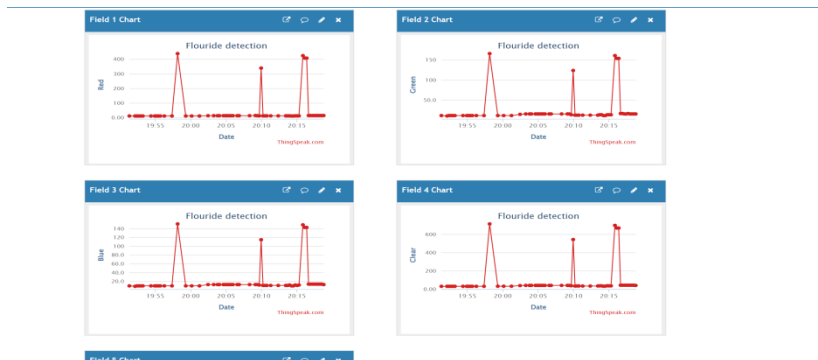 Field 1 Chart
Flouride detection
Red
400
300
200
100
0.00
19:55 20:00 20:05 20:10 20:15
Date
ThingSpeak.com
Field 2 Chart
Flouride detection
Green
150
100
50.0
19:55 20:00 20:05 20:10 20:15
Date
ThingSpeak.com
Field 3 Chart
Flouride detection
Blue
140
120
100
80.0
60.0
40.0
20.0
19:55 20:00 20:05 20:10 20:15
Date
ThingSpeak.com
Field 4 Chart
Flouride detection
Clear
600
400
200
0.00
19:55 20:00 20:05 20:10 20:15
Date
ThingSpeak.com
Field 5 Chart